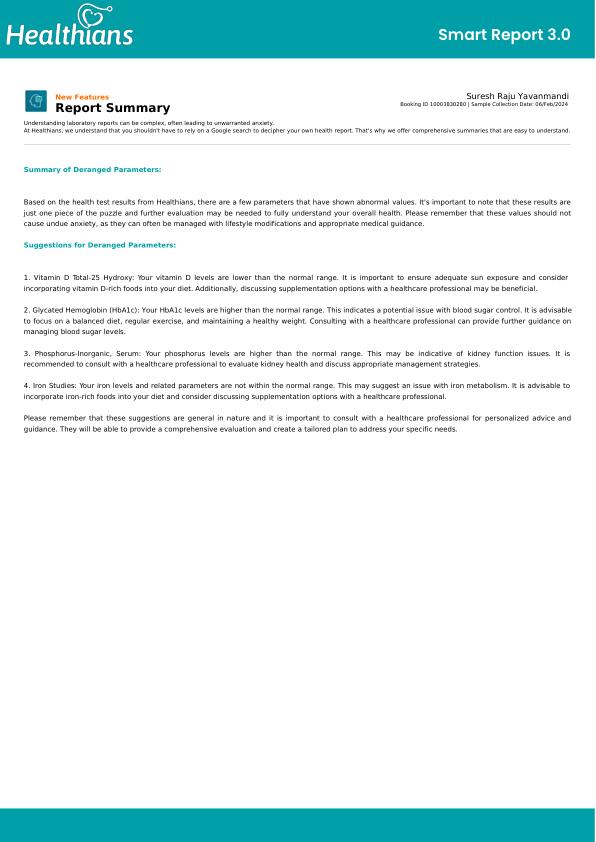 Healthians
Smart Report 3.0
New Features
Report Summary
Suresh Raju Yavanmandi
Booking ID 10003830280 | Sample Collection Date: 06/Feb/2024
Understanding laboratory reports can be complex, often leading to unwarranted anxiety.
At Healthians, we understand that you shouldn't have to rely on a Google search to decipher your own health report. That's why we offer comprehensive summaries that are easy to understand.
Summary of Deranged Parameters:
Based on the health test results from Healthians, there are a few parameters that have shown abnormal values. It's important to note that these results are
just one piece of the puzzle and further evaluation may be needed to fully understand your overall health. Please remember that these values should not
cause undue anxiety, as they can often be managed with lifestyle modifications and appropriate medical guidance.
Suggestions for Deranged Parameters:
1. Vitamin D Total-25 Hydroxy: Your vitamin D levels are lower than the normal range. It is important to ensure adequate sun exposure and consider
incorporating vitamin D-rich foods into your diet. Additionally, discussing supplementation options with a healthcare professional may be beneficial.
2. Glycated Hemoglobin (HbA1c): Your HbA1c levels are higher than the normal range. This indicates a potential issue with blood sugar control. It is advisable
to focus on a balanced diet, regular exercise, and maintaining a healthy weight. Consulting with a healthcare professional can provide further guidance on
managing blood sugar levels.
3. Phosphorus-Inorganic, Serum: Your phosphorus levels are higher than the normal range. This may be indicative of kidney function issues. It is
recommended to consult with a healthcare professional to evaluate kidney health and discuss appropriate management strategies.
4. Iron Studies: Your iron levels and related parameters are not within the normal range. This may suggest an issue with iron metabolism. It is advisable to
incorporate iron-rich foods into your diet and consider discussing supplementation options with a healthcare professional.
Please remember that these suggestions are general in nature and it is important to consult with a healthcare professional for personalized advice and
guidance. They will be able to provide a comprehensive evaluation and create a tailored plan to address your specific needs.